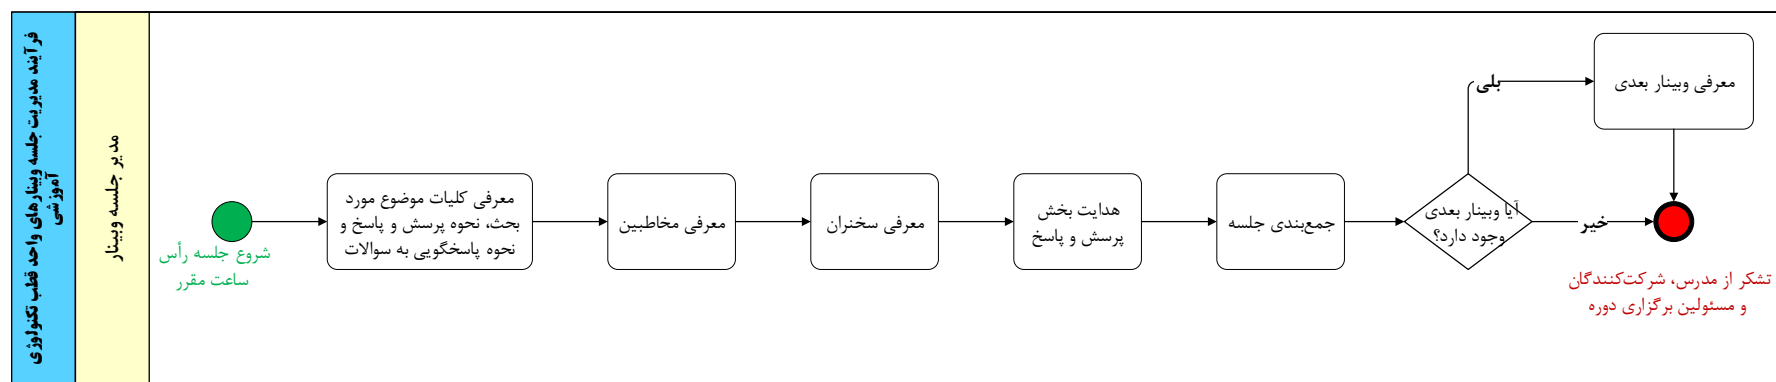 فرآیند مدیریت جلسه وبینارهای واحد قطب تکنولوژی
آموزشی
مدیر جلسه وبینار
شروع جلسه رأس
ساعت مقرر
معرفی کلیات موضوع مورد
بحث، نحوه پرسش و پاسخ و
نحوه پاسخگویی به سوالات
معرفی مخاطبین
معرفی سخنران
هدایت بخش
پرسش و پاسخ
جمع‌بندی جلسه
آیا وبینار بعدی
وجود دارد؟
بلی
معرفی وبینار بعدی
خیر
تشکر از مدرس، شرکت‌کنندگان
و مسئولین برگزاری دوره